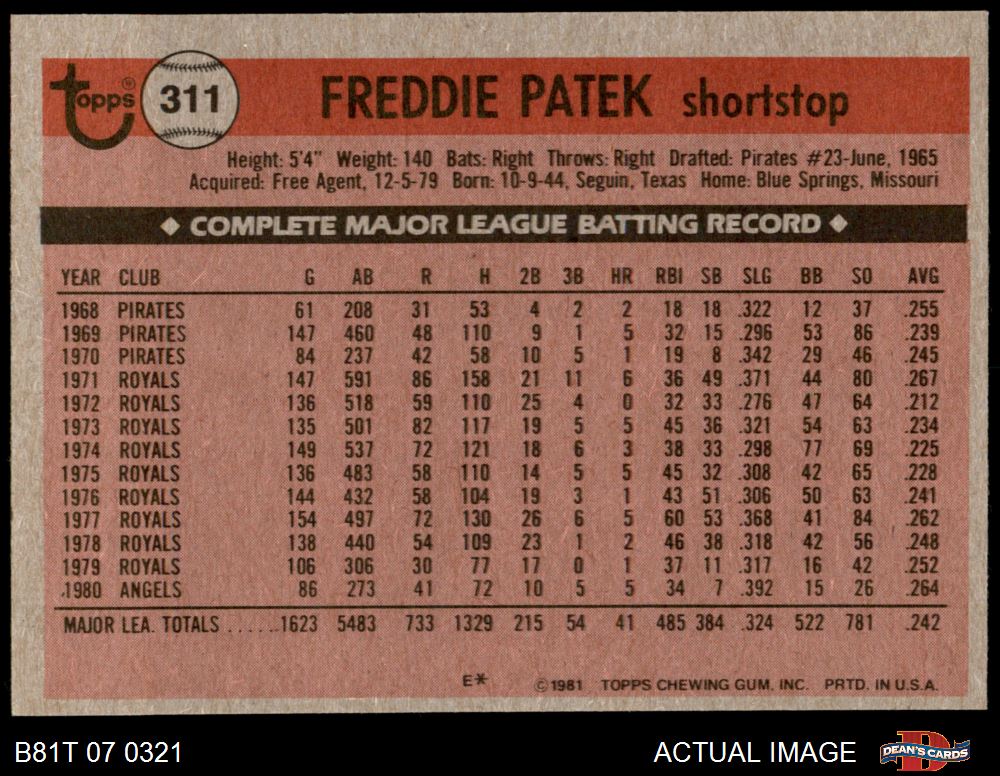 Topps ® 311 FREDDIE PATEK shortstop
Height: 5'4" Weight: 140 Bats: Right Throws: Right Drafted: Pirates #23-June, 1965
Acquired: Free Agent, 12-5-79 Born: 10-9-44, Seguin, Texas Home: Blue Springs, Missouri
◆ COMPLETE MAJOR LEAGUE BATTING RECORD ◆
YEAR CLUB G AB R H 2B 3B HR RBI SB SLG BB SO AVG
1968 PIRATES 61 208 31 53 4 2 2 18 18 .322 12 37 .255
1969 PIRATES 147 460 48 110 9 1 5 32 15 .296 53 86 .239
1970 PIRATES 84 237 42 58 10 5 1 19 8 .342 29 46 .245
1971 ROYALS 147 591 86 158 21 11 6 36 49 .371 44 80 .267
1972 ROYALS 136 518 59 110 25 4 0 32 33 .276 47 64 .212
1973 ROYALS 135 501 82 117 19 5 5 45 36 .321 54 63 .234
1974 ROYALS 149 537 72 121 18 6 3 38 33 .298 77 69 .225
1975 ROYALS 136 483 58 110 14 5 5 45 32 .308 42 65 .228
1976 ROYALS 144 432 58 104 19 3 1 43 51 .306 50 63 .241
1977 ROYALS 154 497 72 130 26 6 5 60 53 .368 41 84 .262
1978 ROYALS 138 440 54 109 23 1 2 46 38 .318 42 56 .248
1979 ROYALS 106 306 30 77 17 0 1 37 11 .317 16 42 .252
1980 ANGELS 86 273 41 72 10 5 5 34 7 .392 15 26 .264
MAJOR LEA. TOTALS ......1623 5483 733 1329 215 54 41 485 384 .324 522 781 .242
E* ©1981 TOPPS CHEWING GUM, INC. PRTD. IN U.S.A.
B81T 07 0321 ACTUAL IMAGE DEAN'S CARDS